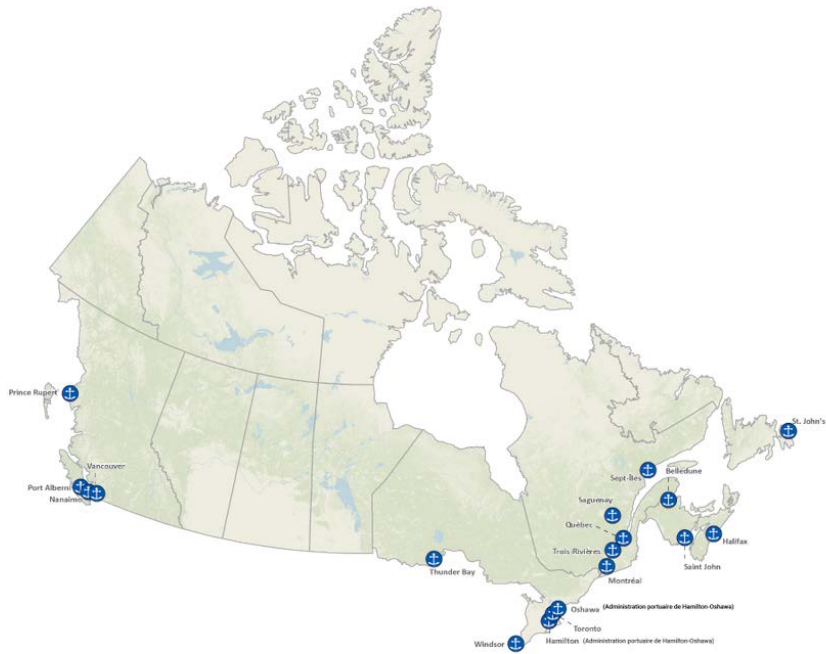 Prince Rupert
St. John's
Vancouver
Sept-Îles
Belledune
Port Alberni
Nanaimo
Saguenay
Québec
Halifax
Trois-Rivières
Saint John
Thunder Bay
Montréal
Oshawa (Administration portuaire de Hamilton-Oshawa)
Toronto
Hamilton (Administration portuaire de Hamilton-Oshawa)
Windsor